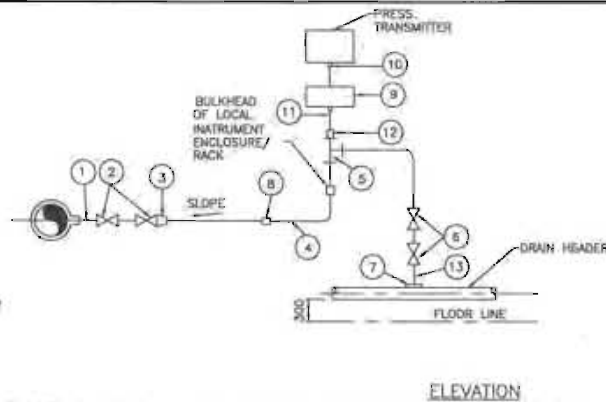 PRESS.
TRANSMITTER
10
9
BULKHEAD
OF LOCAL
INATRUMENT
ENCLOSURE/
RACK
11
12
1
2
3
SLOPE
8
4
5
6
7
13
DRAIN HEADER
300
FLOOR LINE
ELEVATION